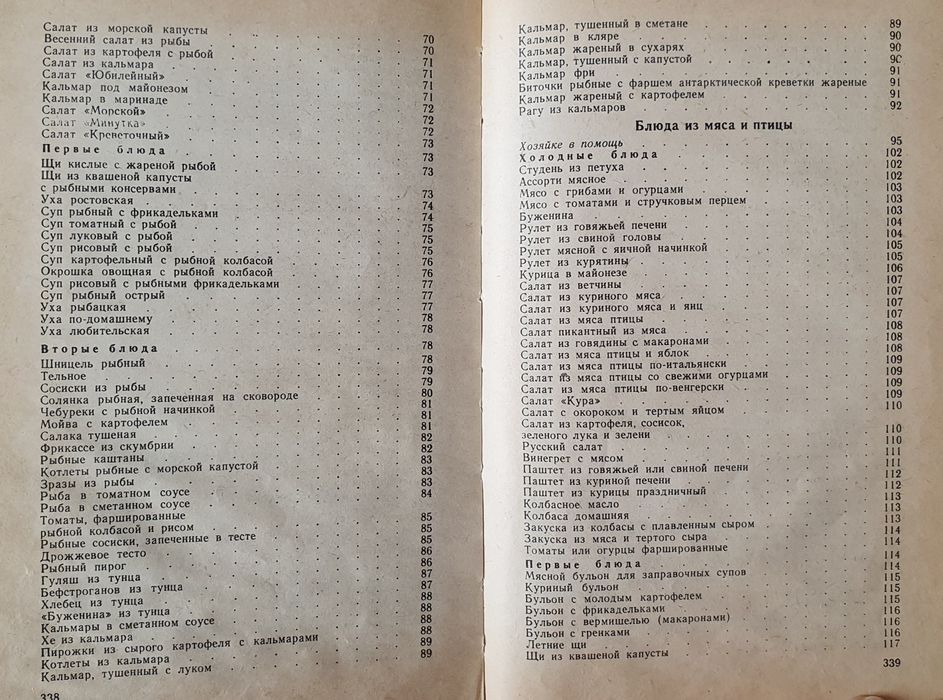 Салат из морской капусты
Весенний салат из рыбы 70
Салат из картофеля с рыбой 70
Салат из кальмара 71
Салат «Юбилейный» 71
Кальмар под майонезом 71
Кальмар в маринаде 71
Салат «Морской» 72
Салат «Минутка» 72
Салат «Креветочный» 72
Первые блюда 73
Щи кислые с жареной рыбой 73
Щи из квашеной капусты
с рыбными консервами 73
Уха ростовская 74
Суп рыбный с фрикадельками 74
Суп томатный с рыбой 75
Суп луковый с рыбой 75
Суп рисовый с рыбой 75
Суп картофельный с рыбной колбасой 76
Окрошка овощная с рыбной колбасой 76
Суп рисовый с рыбными фрикадельками 77
Суп рыбный острый 77
Уха рыбацкая 77
Уха по-домашнему 78
Уха любительская 78
Вторые блюда 78
Шницель рыбный 78
Тельное 79
Сосиски из рыбы 79
Солянка рыбная, запеченная на сковороде 80
Чебуреки с рыбной начинкой 81
Мойва с картофелем 81
Салака тушеная 81
Фрикассе из скумбрии 82
Рыбные каштаны 82
Котлеты рыбные с морской капустой 83
Зразы из рыбы 83
Рыба в томатном соусе 83
Рыба в сметанном соусе 84
Томаты, фаршированные
рыбной колбасой и рисом 85
Рыбные сосиски, запеченные в тесте 85
Дрожжевое тесто 85
Рыбный пирог 86
Гуляш из тунца 86
Бефстроганов из тунца 87
Хлебец из тунца 87
«Буженина» из тунца 88
Кальмары в сметанном соусе 88
Хе из кальмара 88
Пирожки из сырого картофеля с кальмарами 88
Котлеты из кальмара 89
Кальмар, тушенный с луком 89
338
Кальмар, тушенный в сметане 89
Кальмар в кляре 90
Кальмар жареный в сухарях 90
Кальмар, тушенный с капустой 90
Кальмар фри 91
Биточки рыбные с фаршем антарктической креветки жареные 91
Кальмар жареный с картофелем 91
Рагу из кальмаров 92
Блюда из мяса и птицы
Хозяйке в помощь 95
Холодные блюда 102
Студень из петуха 102
Ассорти мясное 102
Мясо с грибами и огурцами 103
Мясо с томатами и стручковым перцем 103
Буженина 103
Рулет из говяжьей печени 104
Рулет из свиной головы 104
Рулет мясной с яичной начинкой 105
Рулет из курятины 105
Курица в майонезе 106
Салат из ветчины 107
Салат из куриного мяса 107
Салат из куриного мяса и яиц 107
Салат из мяса птицы 107
Салат пикантный из мяса 108
Салат из говядины с макаронами 108
Салат из мяса птицы и яблок 108
Салат из мяса птицы по-итальянски 109
Салат из мяса птицы со свежими огурцами 109
Салат из мяса птицы по-венгерски 109
Салат «Кура» 109
Салат с окороком и тертым яйцом 110
Салат из картофеля, сосисок,
зеленого лука и зелени 110
Русский салат 110
Винегрет с мясом 111
Паштет из говяжьей или свиной печени 111
Паштет из куриной печени 112
Паштет из курицы праздничный 112
Колбасное масло 113
Колбаса домашняя 113
Закуска из колбасы с плавленным сыром 113
Закуска из мяса и тертого сыра 114
Томаты или огурцы фаршированные 114
Первые блюда 114
Мясной бульон для заправочных супов 114
Куриный бульон 115
Бульон с молодым картофелем 115
Бульон с фрикадельками 115
Бульон с вермишелью (макаронами) 116
Бульон с гренками 116
Летние щи 116
Щи из квашеной капусты 117
339